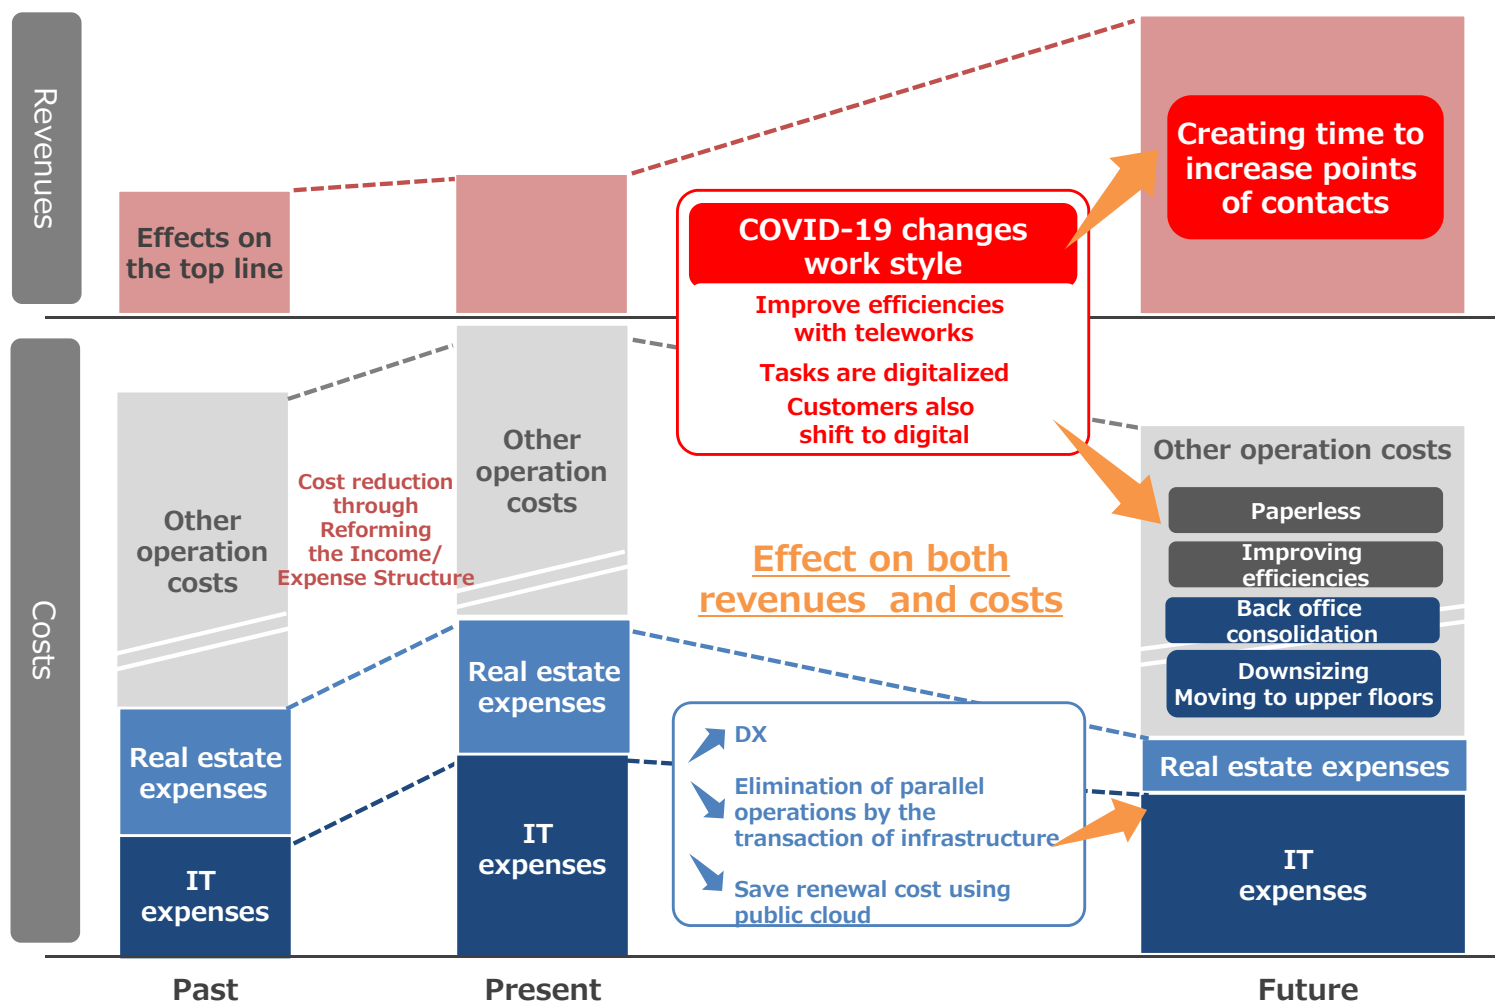 Revenues
Effects on
the top line
COVID-19 changes
work style
Improve efficiencies
with teleworks
Tasks are digitalized
Customers also
shift to digital
Creating time to
increase points
of contacts
Costs
Other
operation
costs
Real estate
expenses
IT
expenses
Cost reduction
through
Reforming
the Income/
Expense Structure
Other
operation
costs
Real estate
expenses
IT
expenses
Effect on both
revenues and costs
DX
Elimination of parallel
operations by the
transaction of infrastructure
Save renewal cost using
public cloud
Other operation costs
Paperless
Improving
efficiencies
Back office
consolidation
Downsizing
Moving to upper floors
Real estate expenses
IT
expenses
Past
Present
Future